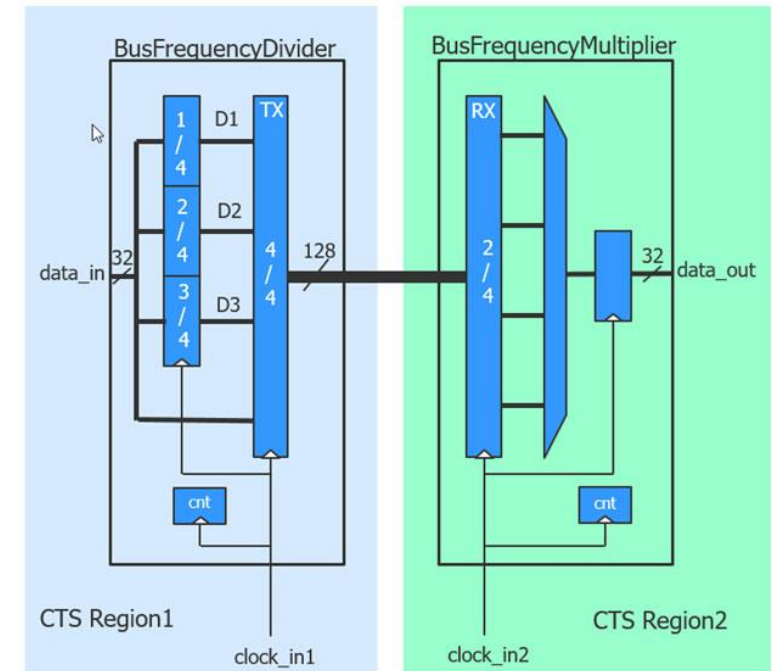 BusFrequencyDivider
BusFrequencyMultiplier
1
/
4
D1
TX
RX
2
/
4
D2
3
/
4
D3
4
/
4
32
data_in
128
2
/
4
32
data_out
cnt
cnt
CTS Region1
CTS Region2
clock_in1
clock_in2